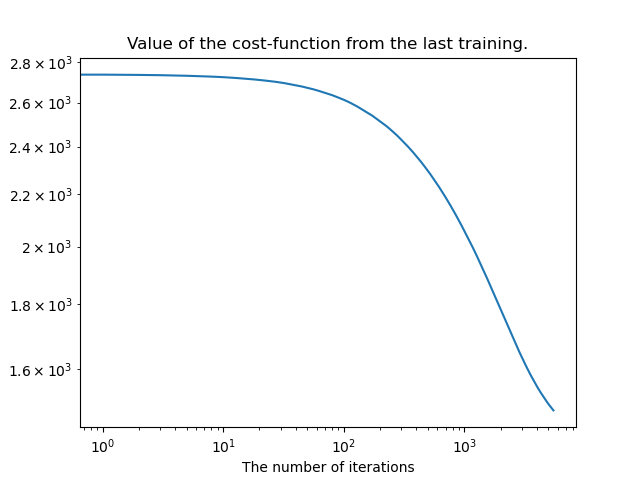 Value of the cost-function from the last training.
2.8 × 10³
2.6 × 10³
2.4 × 10³
2.2 × 10³
2 × 10³
1.8 × 10³
1.6 × 10³
10⁰ 10¹ 10² 10³
The number of iterations